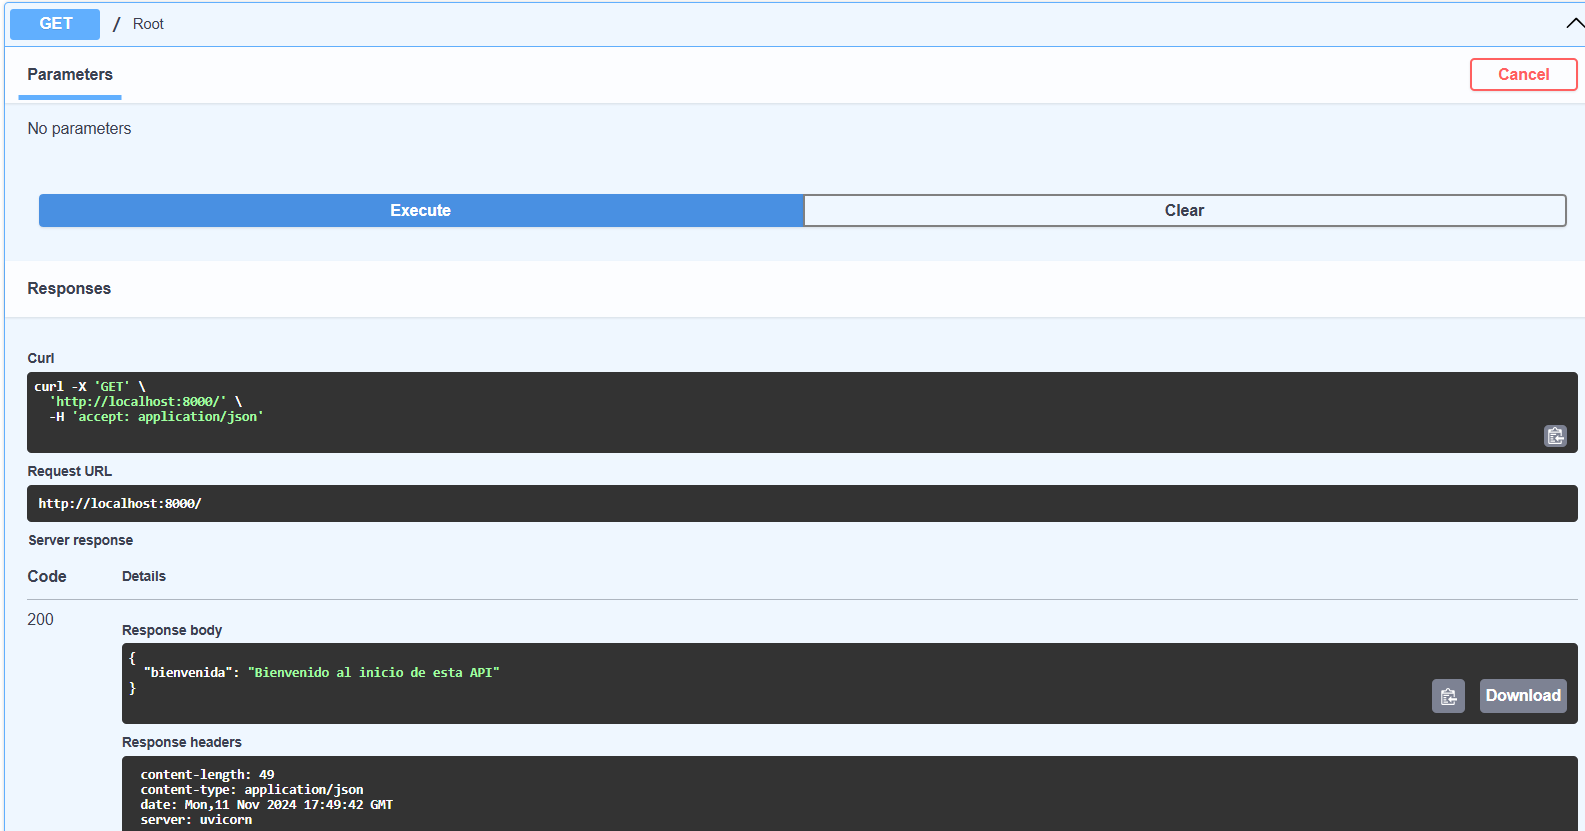 GET / Root
Parameters
Cancel
No parameters
Execute
Clear
Responses
Curl
curl -X 'GET' \
'http://localhost:8000/' \
-H 'accept: application/json'
Request URL
http://localhost:8000/
Server response
Code Details
200
Response body
{
"bienvenida": "Bienvenido al inicio de esta API"
}
Download
Response headers
content-length: 49
content-type: application/json
date: Mon,11 Nov 2024 17:49:42 GMT
server: uvicorn